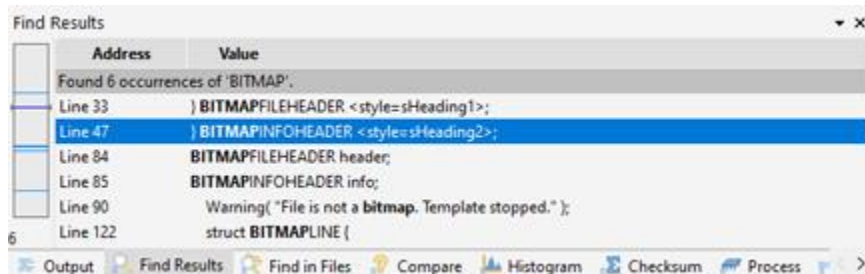 Find Results
Address Value
Found 6 occurrences of 'BITMAP'.
Line 33 } BITMAPFILEHEADER <style=sHeading1>;
Line 47 } BITMAPINFOHEADER <style=sHeading2>;
Line 84 BITMAPFILEHEADER header;
Line 85 BITMAPINFOHEADER info;
Line 90 Warning( "File is not a bitmap. Template stopped." );
Line 122 struct BITMAPLINE {
6
Output Find Results Find in Files Compare Histogram Checksum Process